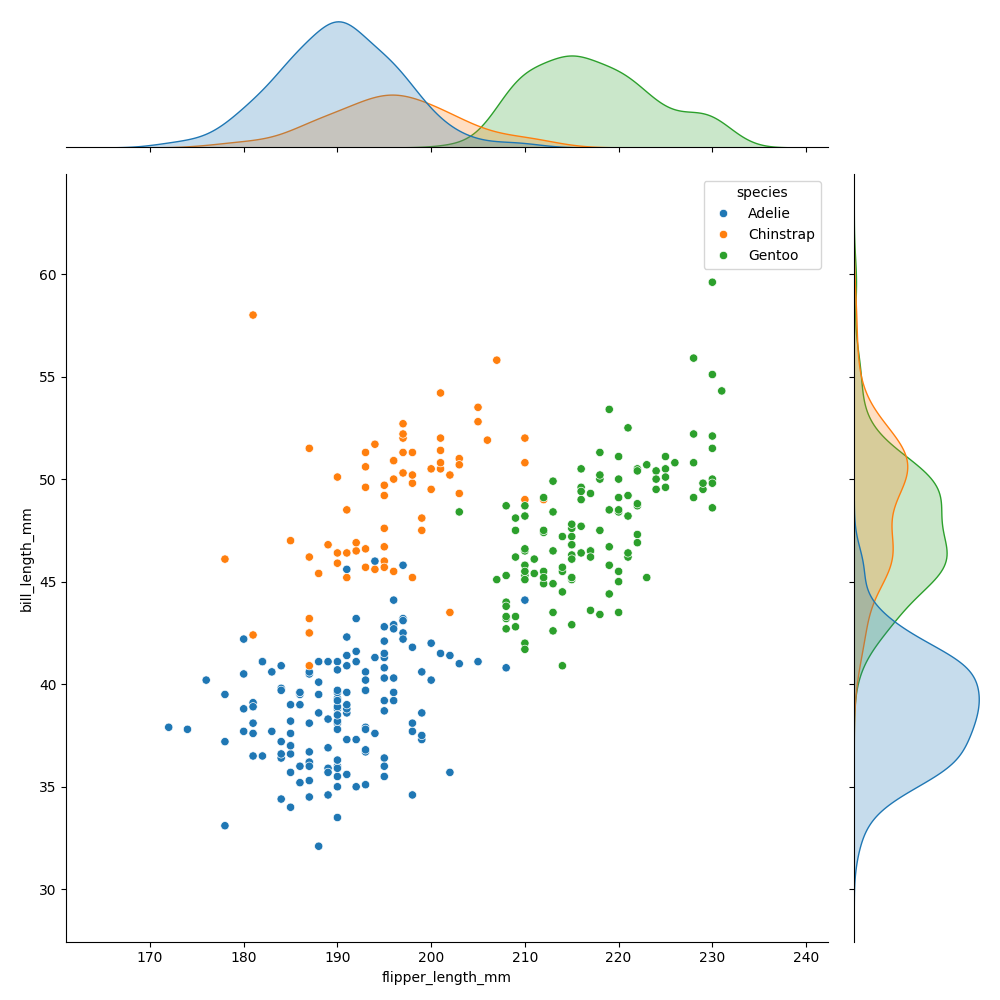 species
Adelie
Chinstrap
Gentoo
60
55
50
45
40
35
30
bill_length_mm
170 180 190 200 210 220 230 240
flipper_length_mm